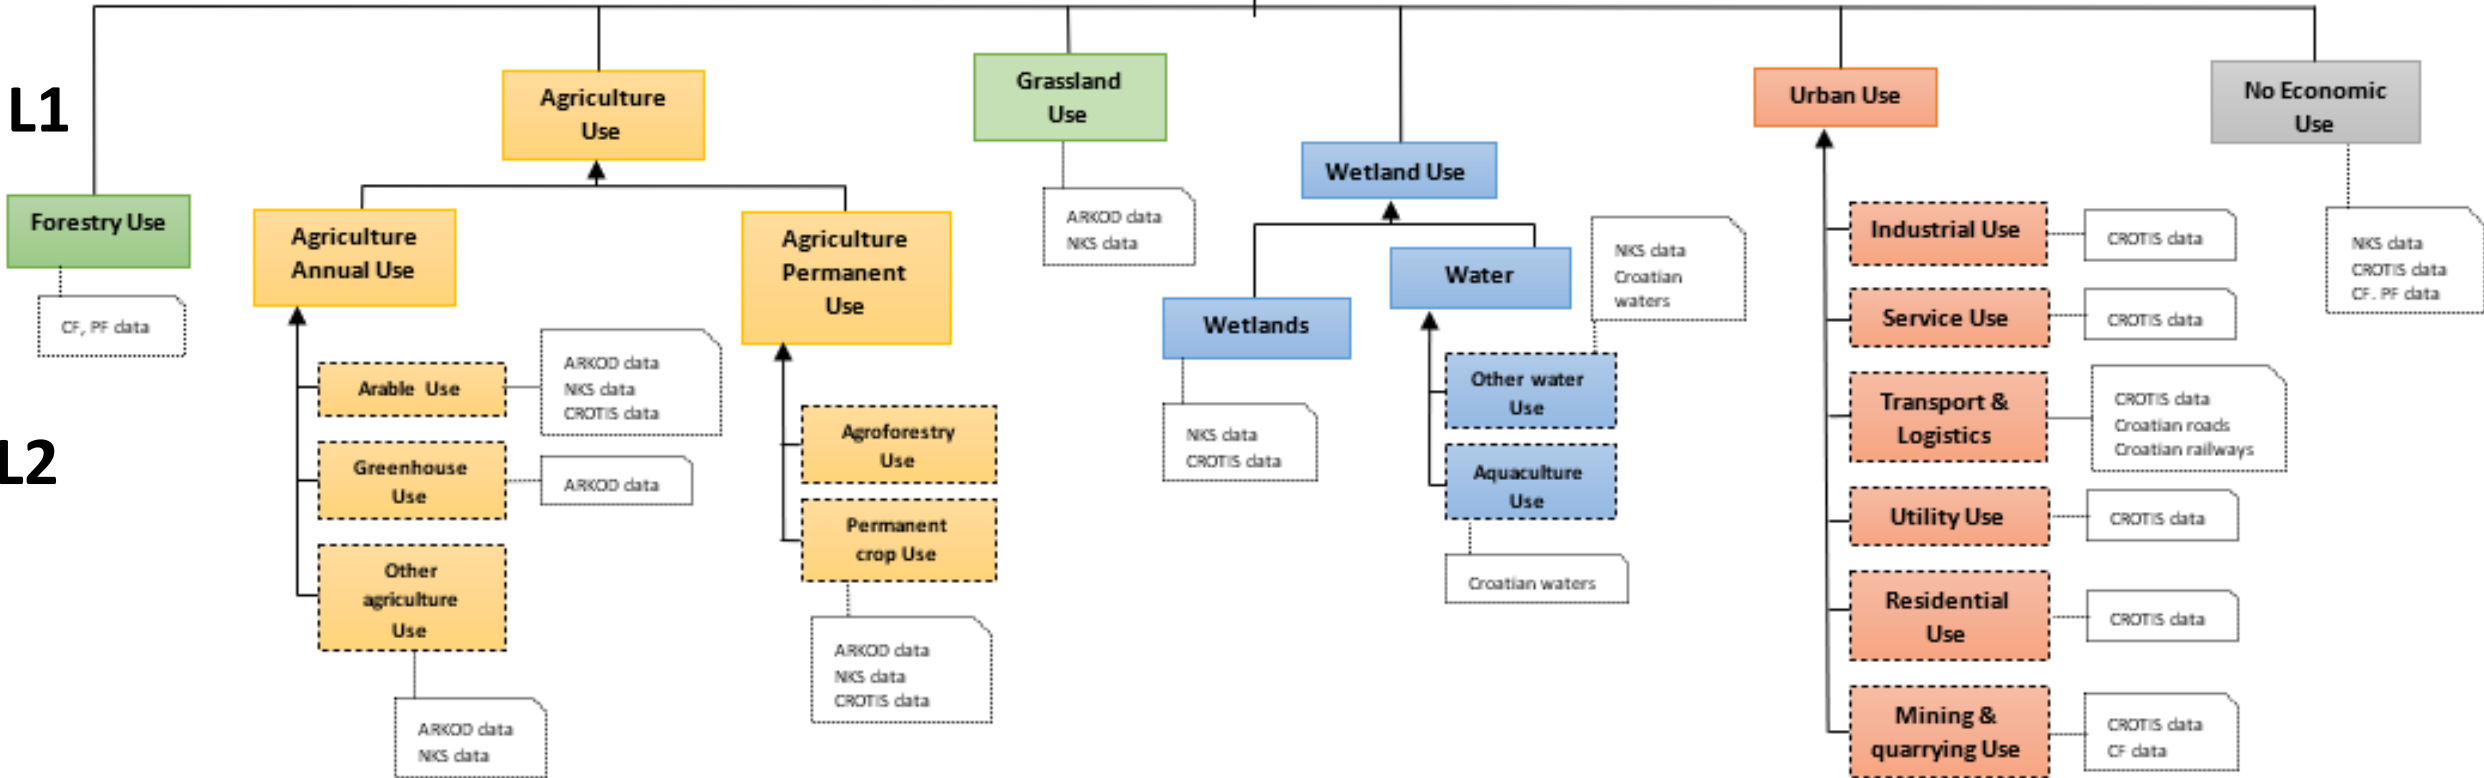 L1
Forestry Use
CF, PF data
Agriculture
Use
Agriculture
Annual Use
Arable Use
ARKOD data
NKS data
CROTIS data
Greenhouse
Use
ARKOD data
Other
agriculture
Use
ARKOD data
NKS data
Agriculture
Permanent
Use
Agroforestry
Use
Permanent
crop Use
ARKOD data
NKS data
CROTIS data
L2
Grassland
Use
ARKOD data
NKS data
Wetland Use
Wetlands
NKS data
CROTIS data
Water
Other water
Use
NKS data
Croatian
waters
Aquaculture
Use
Croatian waters
Urban Use
Industrial Use
CROTIS data
Service Use
CROTIS data
Transport &
Logistics
CROTIS data
Croatian roads
Croatian railways
Utility Use
CROTIS data
Residential
Use
CROTIS data
Mining &
quarrying Use
CROTIS data
CF data
No Economic
Use
NKS data
CROTIS data
CF. PF data